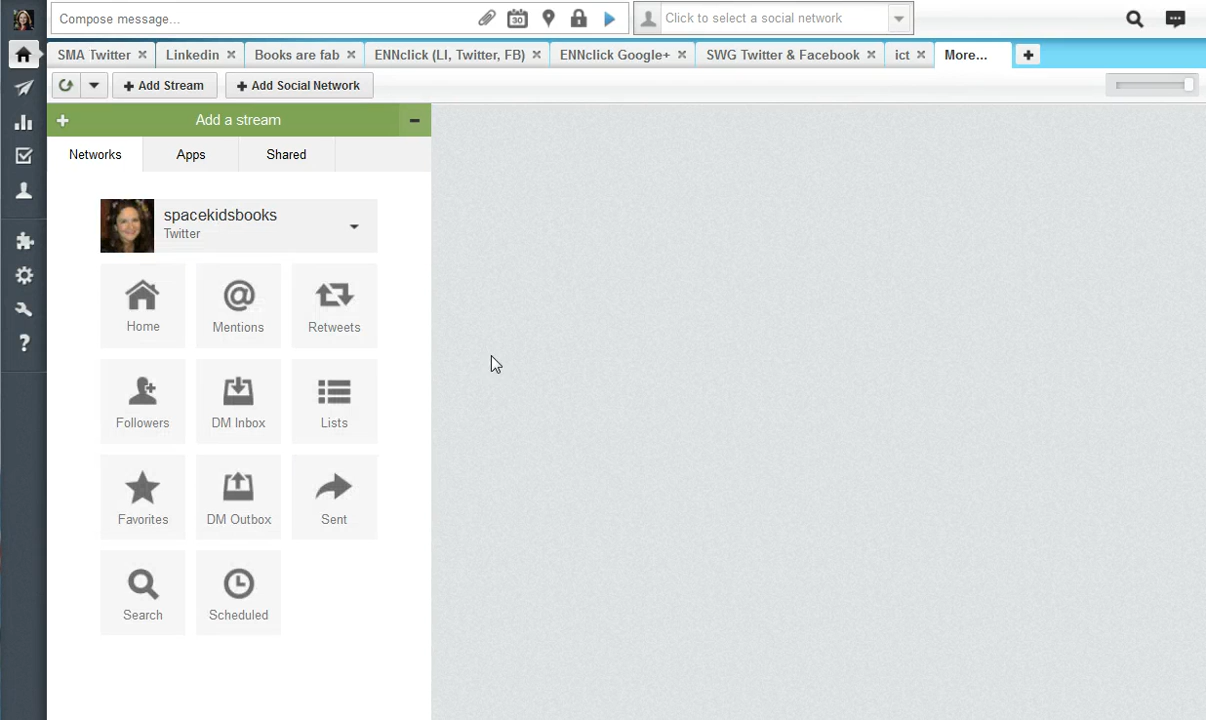 Compose message...
30
Click to select a social network
SMA Twitter
Linkedin
Books are fab
ENNclick (LI, Twitter, FB)
ENNclick Google+
SWG Twitter & Facebook
ict
More...
Add Stream
Add Social Network
Add a stream
Networks
Apps
Shared
spacekidsbooks
Twitter
Home
Mentions
Retweets
Followers
DM Inbox
Lists
Favorites
DM Outbox
Sent
Search
Scheduled